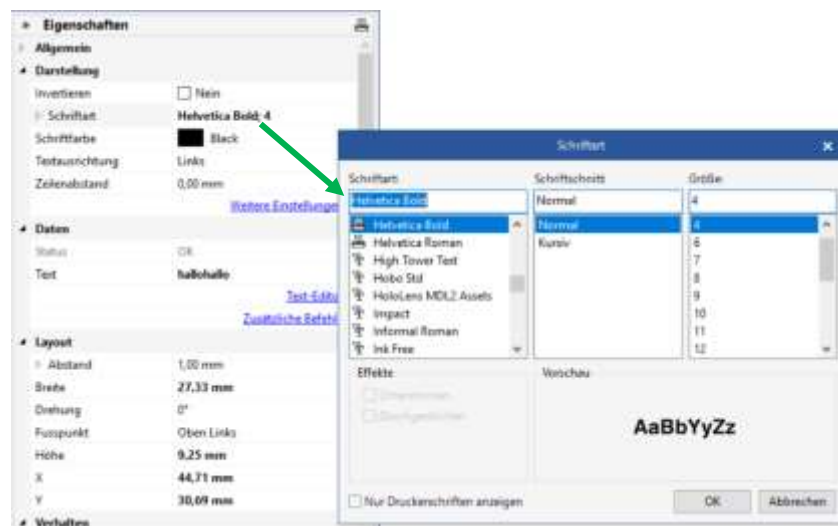 Eigenschaften
Allgemein
Darstellung
Invertieren Nein
Schriftart Helvetica Bold; 4
Schriftfarbe Black
Textausrichtung Links
Zeilenabstand 0,00 mm
Weitere Einstellungen
Daten
Status OK
Text hallohallo
Zusätzliche
Layout
Abstand 1,00 mm
Breite 27,33 mm
Drehung 0°
Fusspunkt Oben Links
Höhe 9,25 mm
X 44,71 mm
Y 30,09 mm
Verhalten
Schriftart
Schriftart: Schriftschnitt: Größe:
Helvetica Bold Normal 4
Helvetica Bold Normal 4
Helvetica Roman Kursiv 6
High Tower Text 7
Hobo Std 8
HoloLens MDL2 Assets 9
Impact 10
Informal Roman 11
Ink Free 12
Effekte Vorschau
Unterstrichen
Durchgestrichen
AaBbYyZz
Nur Druckerschriften anzeigen OK Abbrechen